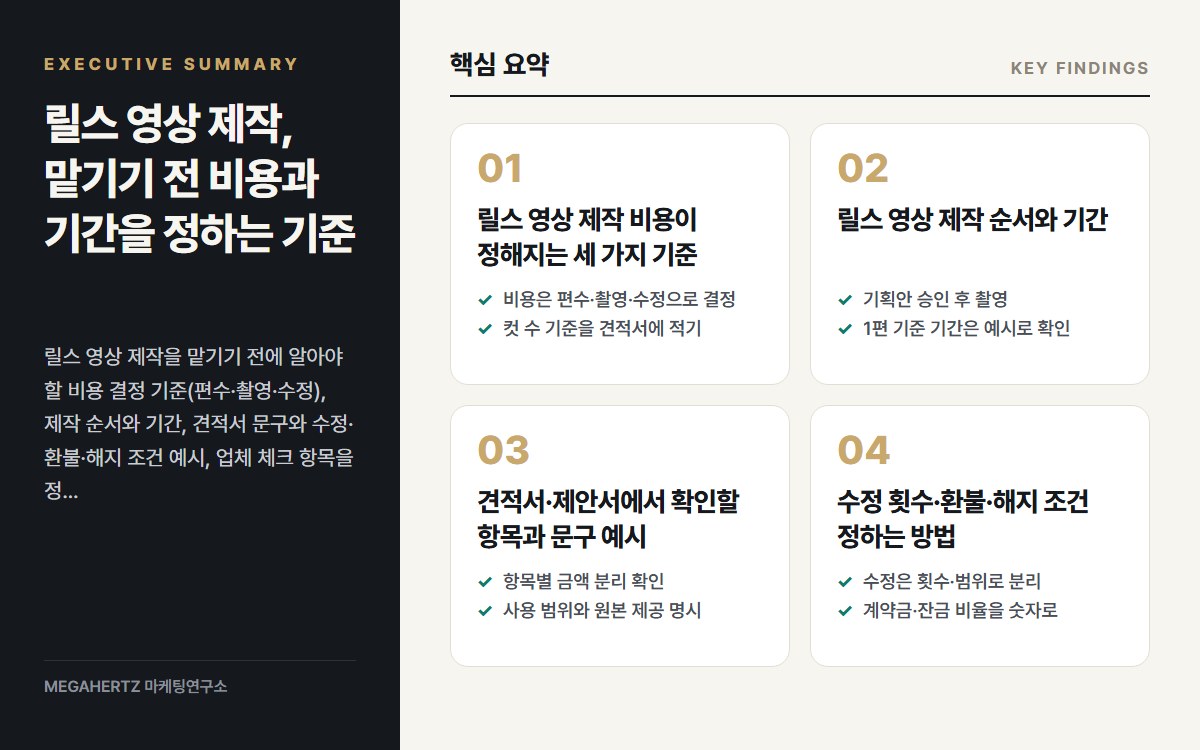 EXECUTIVE SUMMARY
릴스 영상 제작,
맡기기 전 비용과
기간을 정하는 기준
릴스 영상 제작을 맡기기 전에 알아야
할 비용 결정 기준(편수·촬영·수정),
제작 순서와 기간, 견적서 문구와 수정·
환불·해지 조건 예시, 업체 체크 항목을
정...
MEGAHERTZ 마케팅연구소
핵심 요약
KEY FINDINGS
01
릴스 영상 제작 비용이
정해지는 세 가지 기준
비용은 편수·촬영·수정으로 결정
컷 수 기준을 견적서에 적기
02
릴스 영상 제작 순서와 기간
기획안 승인 후 촬영
1편 기준 기간은 예시로 확인
03
견적서·제안서에서 확인할
항목과 문구 예시
항목별 금액 분리 확인
사용 범위와 원본 제공 명시
04
수정 횟수·환불·해지 조건
정하는 방법
수정은 횟수·범위로 분리
계약금·잔금 비율을 숫자로